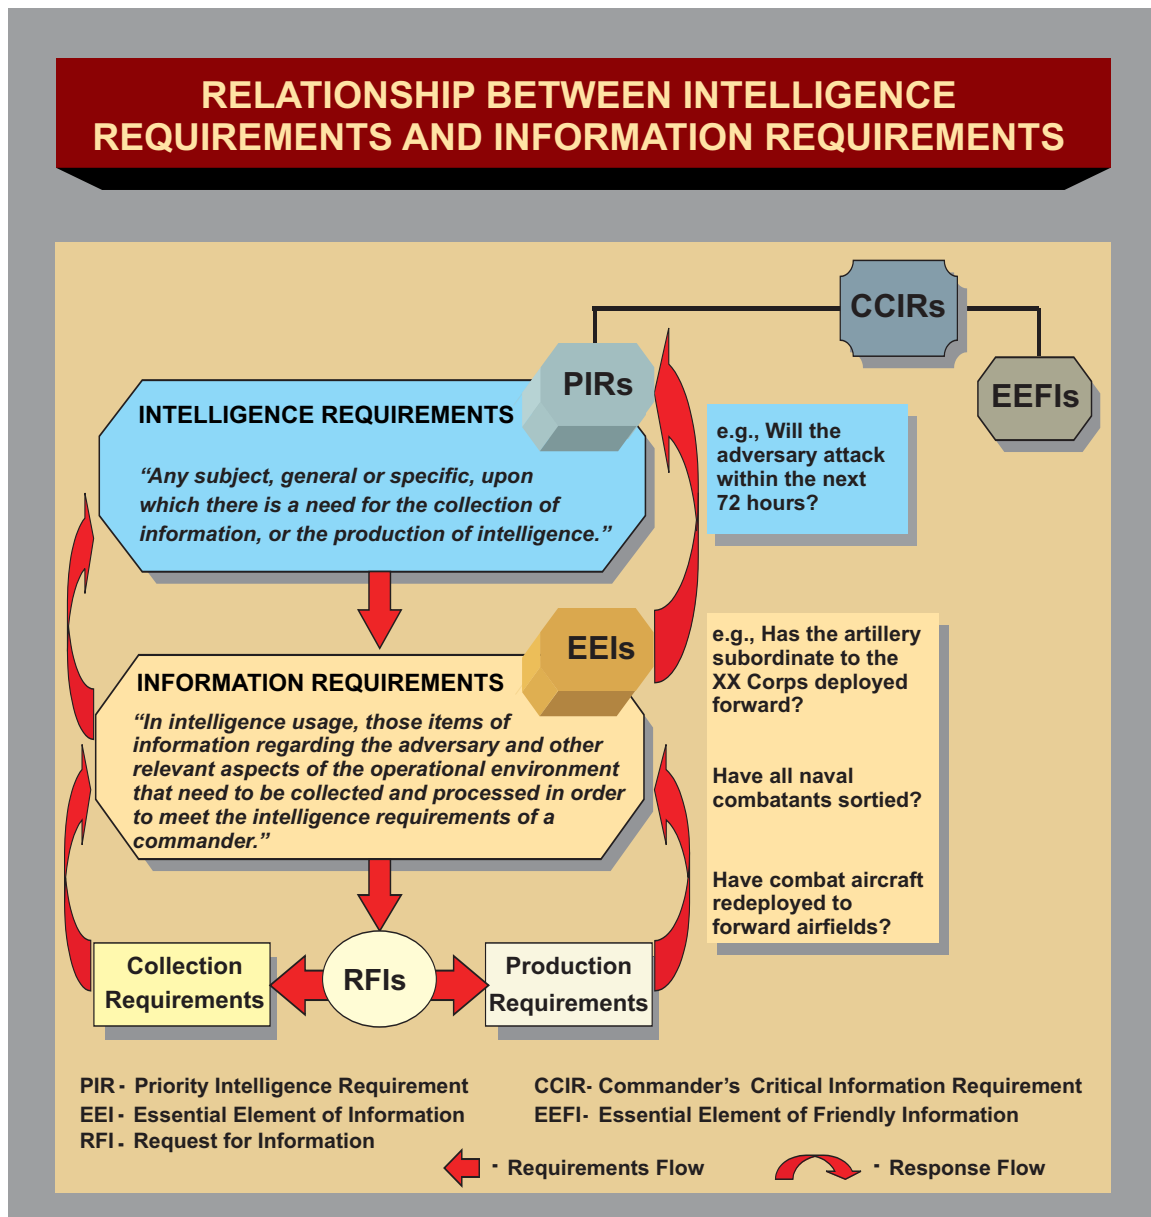 RELATIONSHIP BETWEEN INTELLIGENCE
REQUIREMENTS AND INFORMATION REQUIREMENTS
CCIRs
PIRs
EEFIs
INTELLIGENCE REQUIREMENTS
“Any subject, general or specific, upon
which there is a need for the collection of
information, or the production of intelligence.”
e.g., Will the
adversary attack
within the next
72 hours?
EEIs
INFORMATION REQUIREMENTS
“In intelligence usage, those items of
information regarding the adversary and other
relevant aspects of the operational environment
that need to be collected and processed in order
to meet the intelligence requirements of a
commander.”
e.g., Has the artillery
subordinate to the
XX Corps deployed
forward?
Have all naval
combatants sortied?
Have combat aircraft
redeployed to
forward airfields?
Collection
Requirements
RFIs
Production
Requirements
PIR - Priority Intelligence Requirement
EEI - Essential Element of Information
RFI - Request for Information
CCIR- Commander’s Critical Information Requirement
EEFI- Essential Element of Friendly Information
- Requirements Flow
- Response Flow